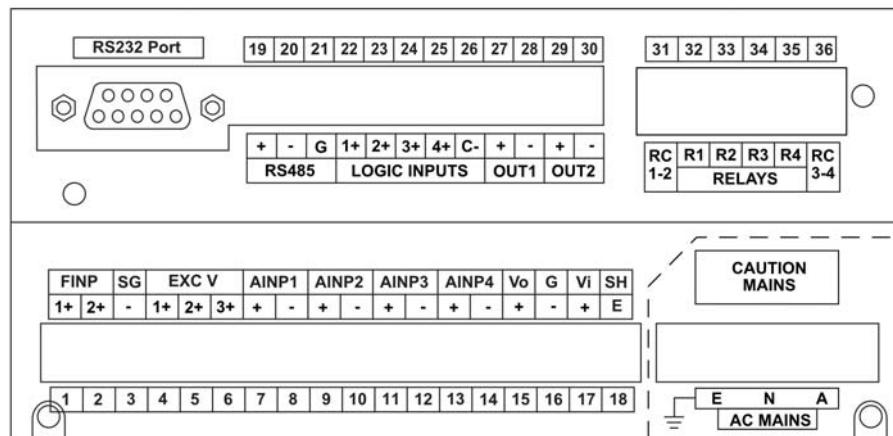 RS232 Port
19 20 21 22 23 24 25 26 27 28 29 30
31 32 33 34 35 36
+ - G 1+ 2+ 3+ 4+ C- + - + -
RS485 LOGIC INPUTS OUT1 OUT2
RC R1 R2 R3 R4 RC
1-2 RELAYS 3-4
FINP SG EXC V AINP1 AINP2 AINP3 AINP4 Vo G Vi SH
1+ 2+ - 1+ 2+ 3+ + - + - + - + - + - + E
CAUTION
MAINS
1 2 3 4 5 6 7 8 9 10 11 12 13 14 15 16 17 18
E N A
AC MAINS